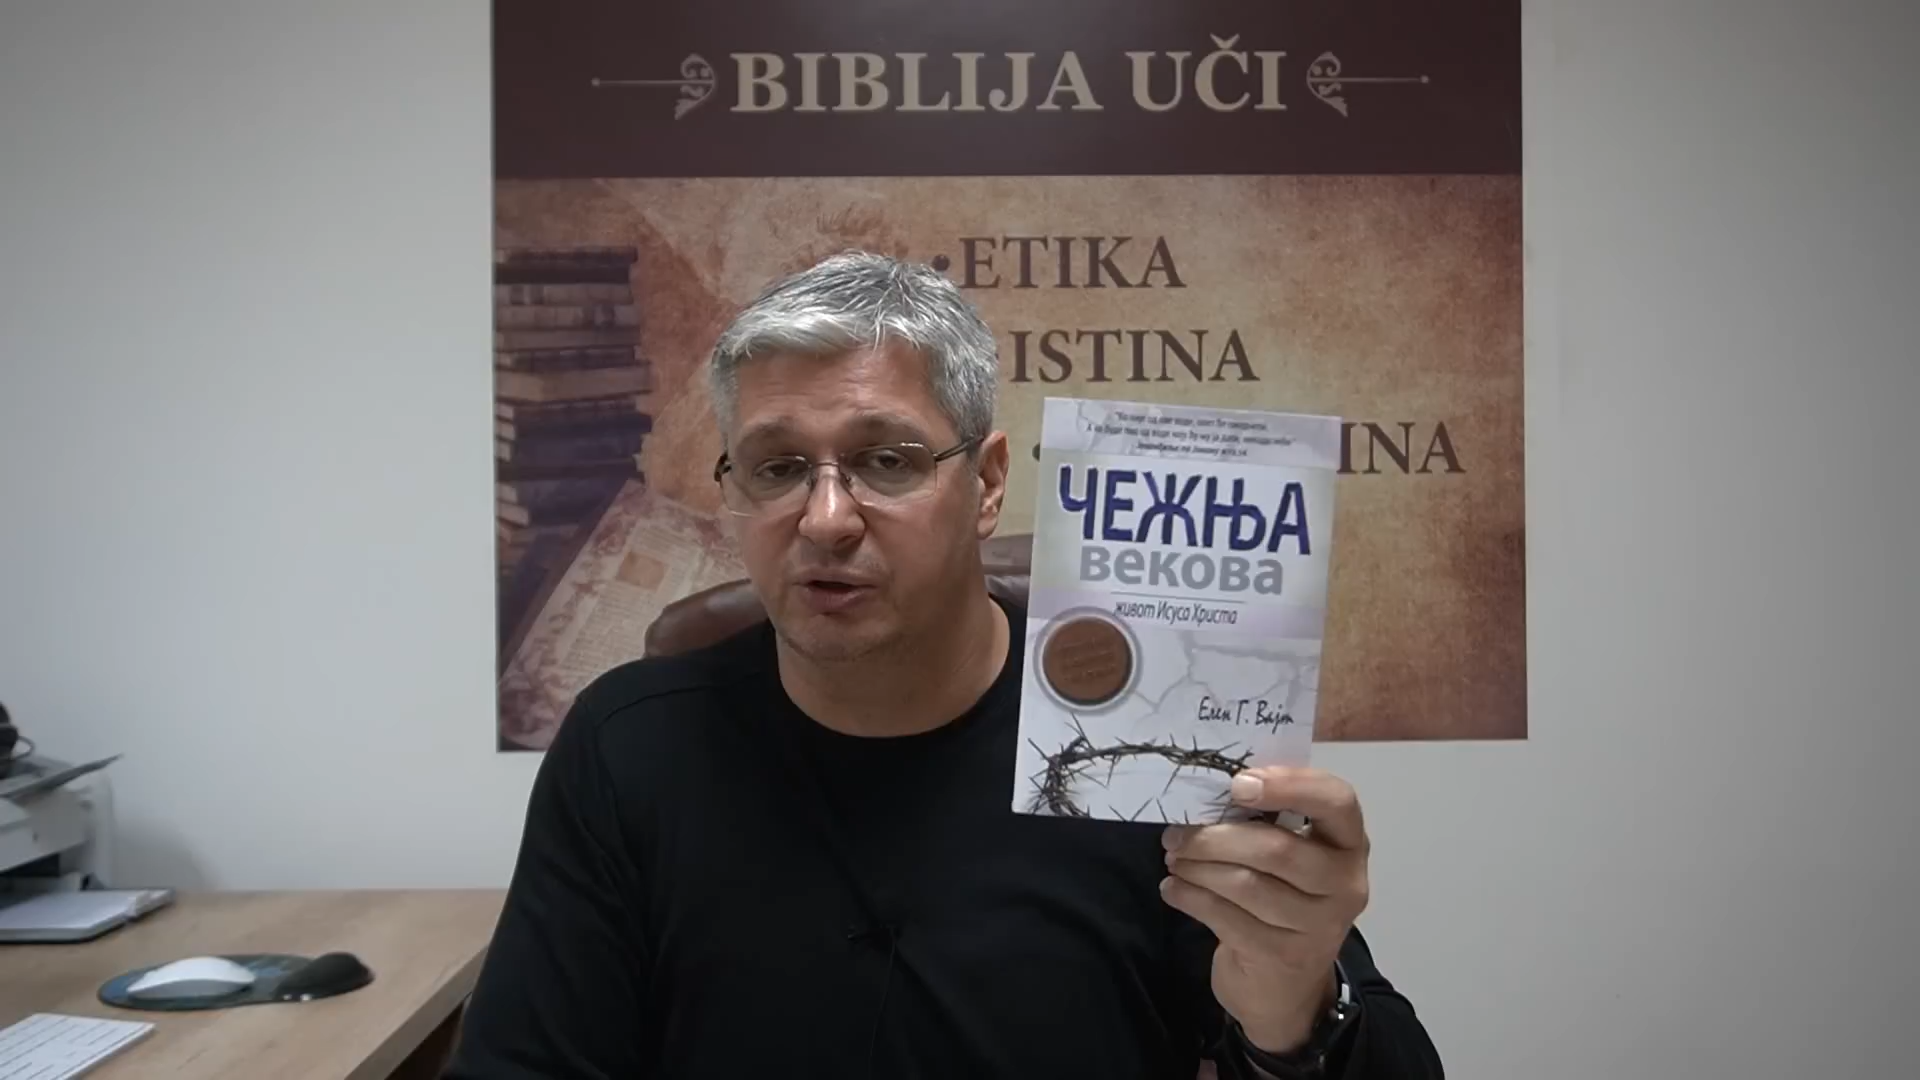 BIBLIJA UČI
•ETIKA
•ISTINA
INA
ЧЕЖЊА
векова
живот Исуса Христа
Елен Г. Вајт